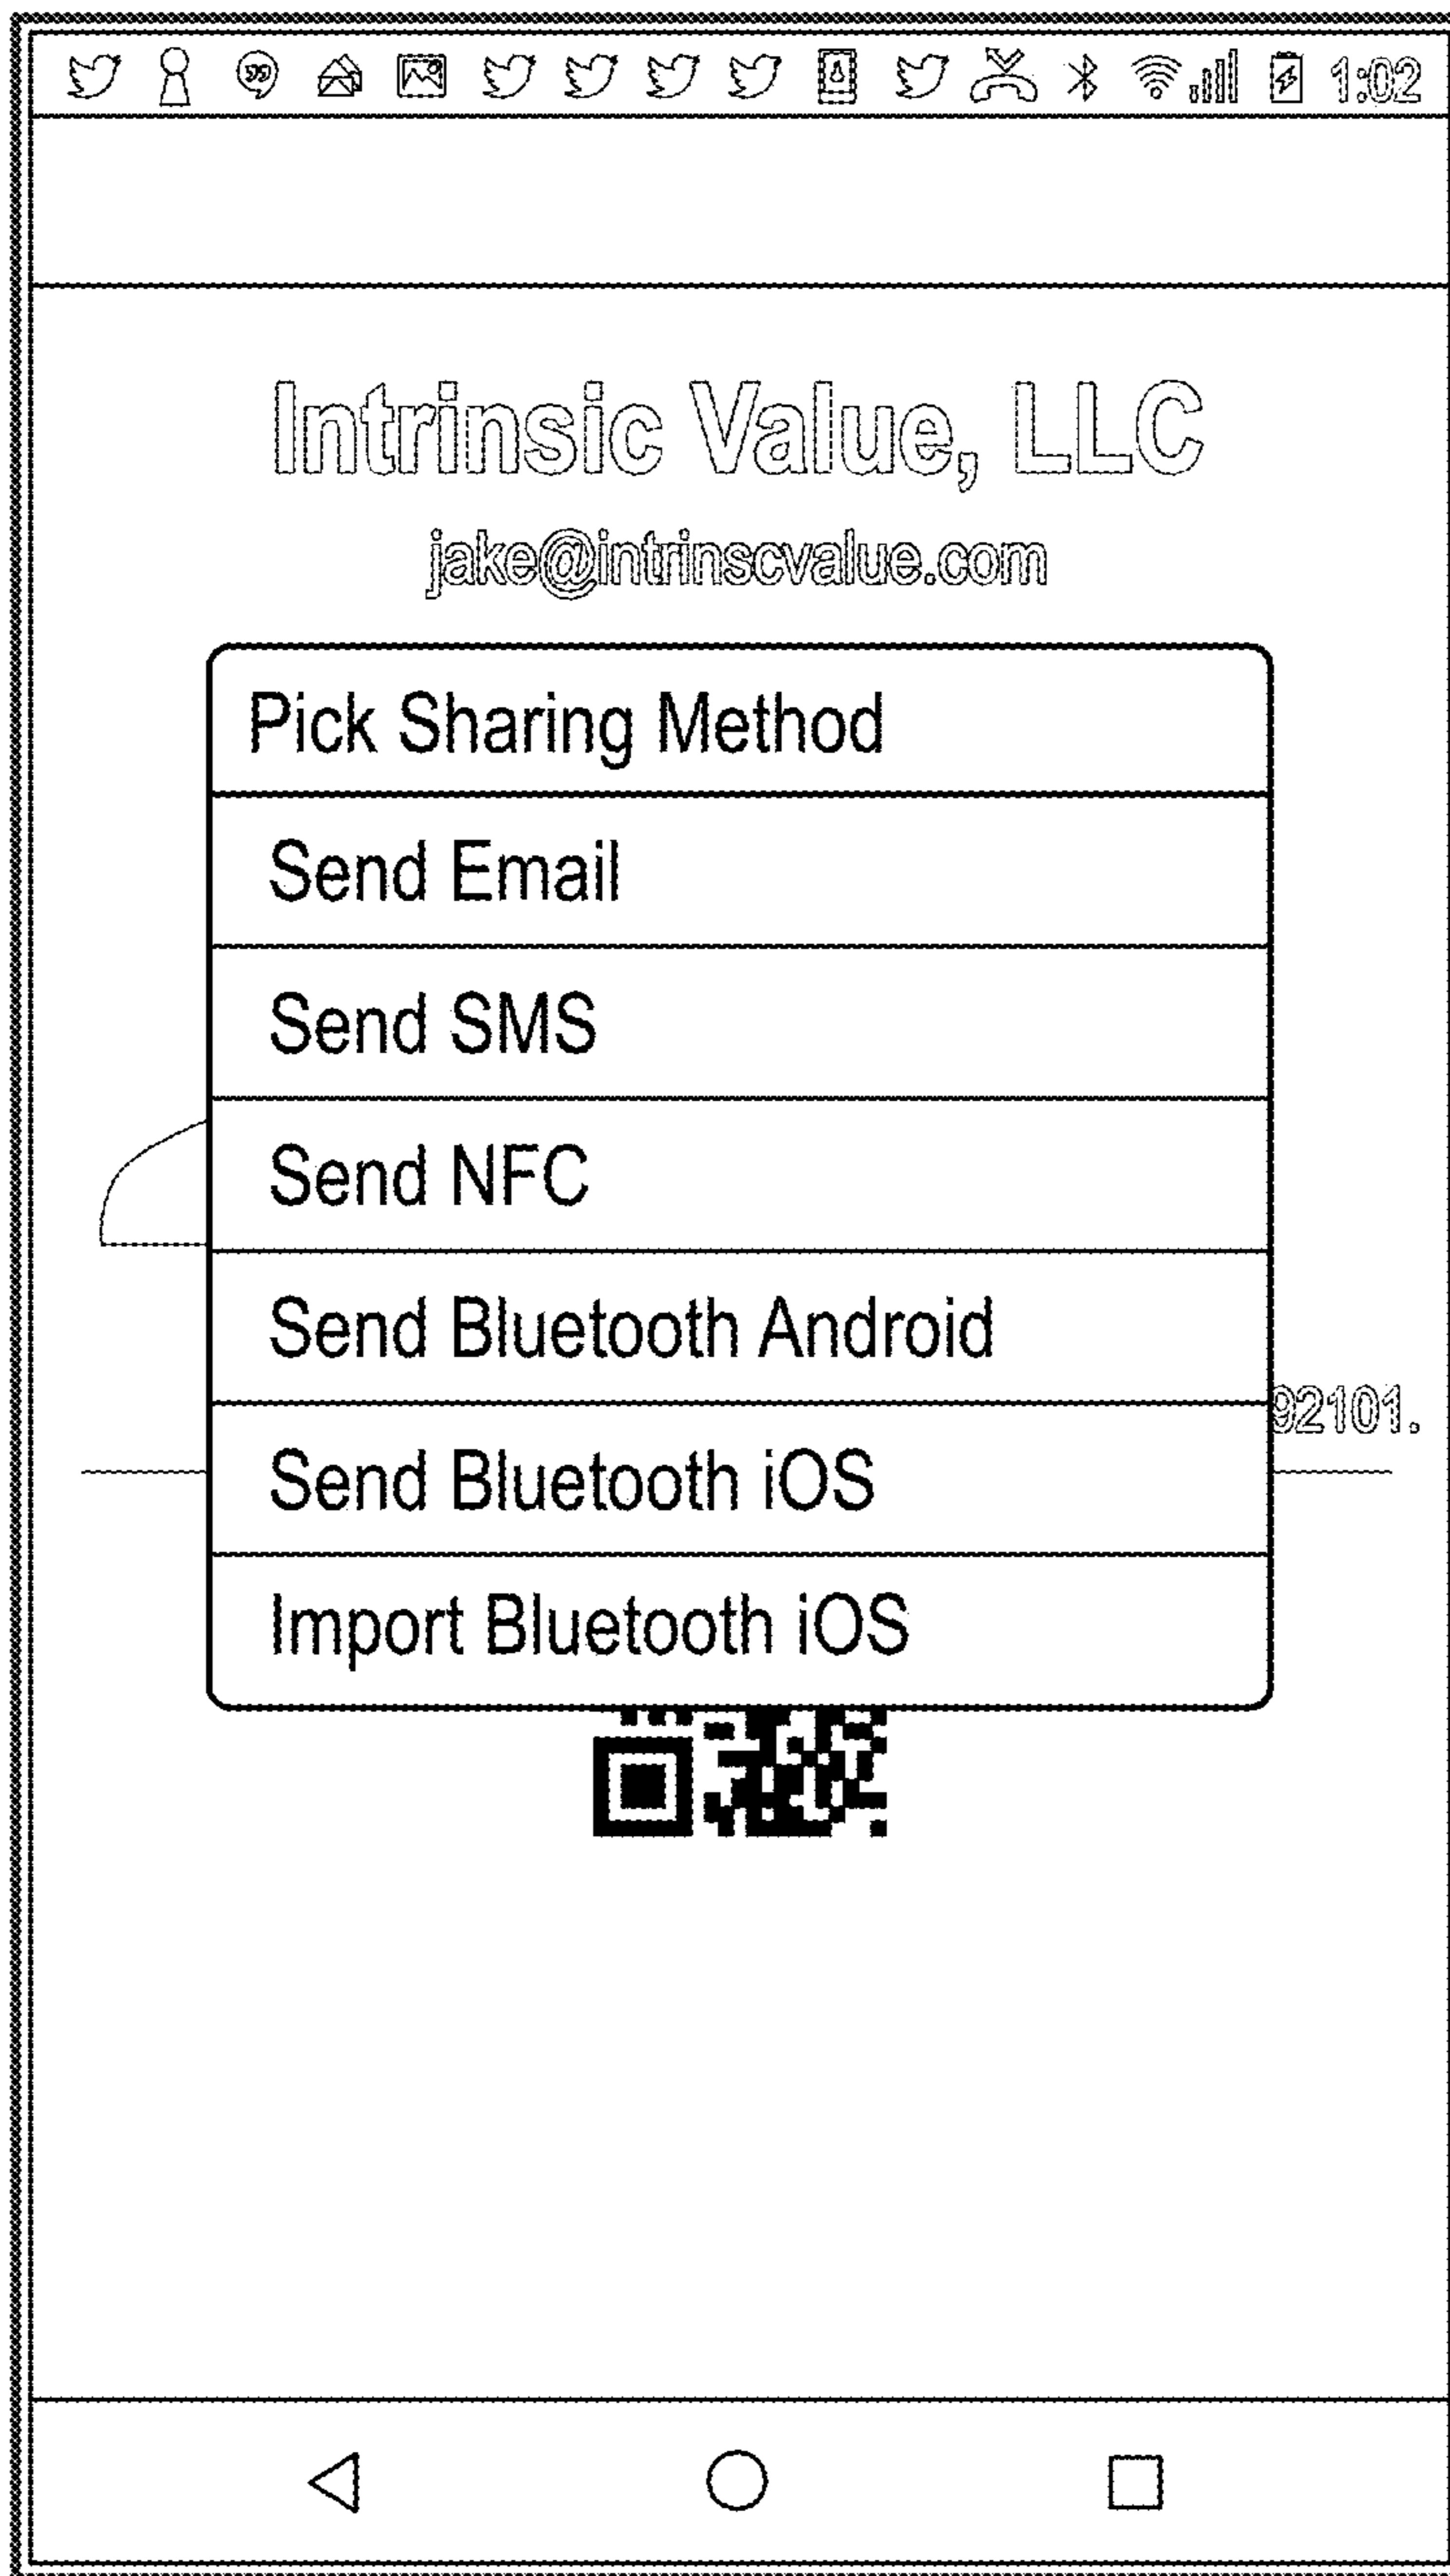 1:02
Intrinsic Value, LLC
jake@intrinscvalue.com
Pick Sharing Method
Send Email
Send SMS
Send NFC
Send Bluetooth Android
92101.
Send Bluetooth iOS
Import Bluetooth iOS